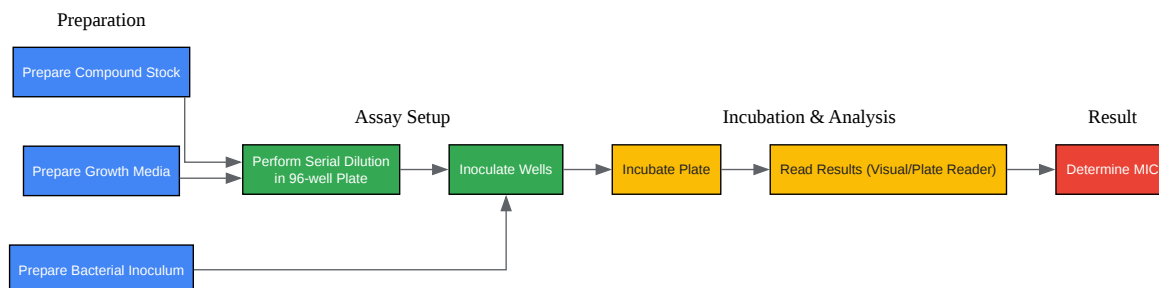 Preparation
Prepare Compound Stock
Assay Setup
Incubation & Analysis
Result
Prepare Growth Media
Perform Serial Dilution
in 96-well Plate
Inoculate Wells
Incubate Plate
Read Results (Visual/Plate Reader)
Determine MIC
Prepare Bacterial Inoculum